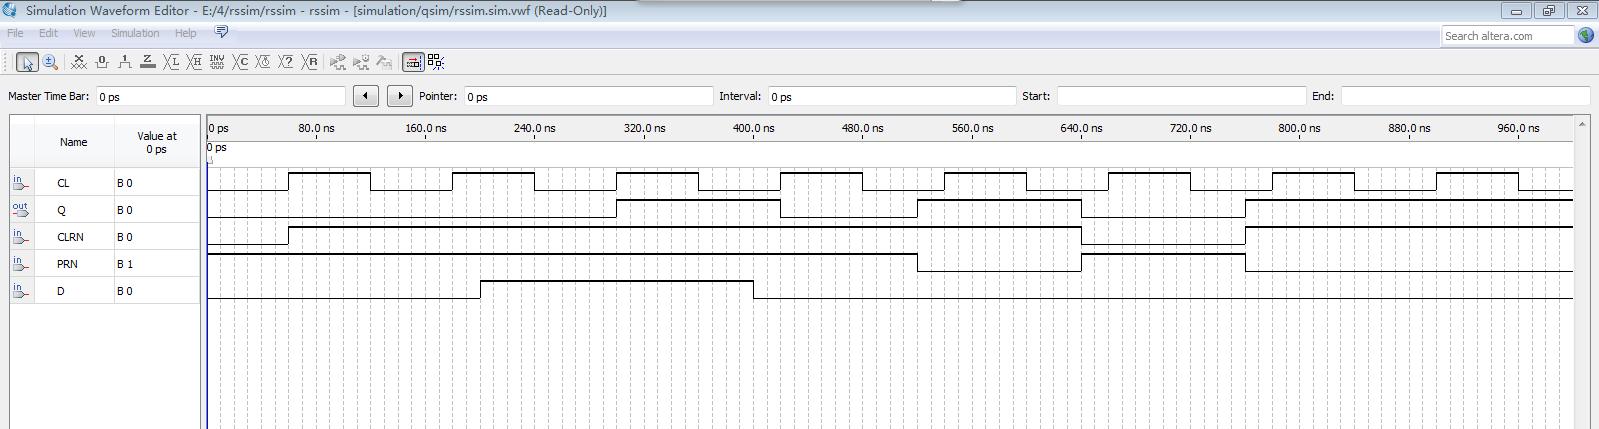 Simulation Waveform Editor - E:/4/rssim/rssim - rssim - [simulation/qsim/rssim.sim.vwf (Read-Only)]
File Edit View Simulation Help
Search altera.com
Master Time Bar: 0 ps Pointer: 0 ps Interval: 0 ps Start: End:
Name Value at 0 ps
0 ps 80.0 ns 160.0 ns 240.0 ns 320.0 ns 400.0 ns 480.0 ns 560.0 ns 640.0 ns 720.0 ns 800.0 ns 880.0 ns 960.0 ns
0 ps
in CL B 0
out Q B 0
in CLRN B 0
in PRN B 1
in D B 0